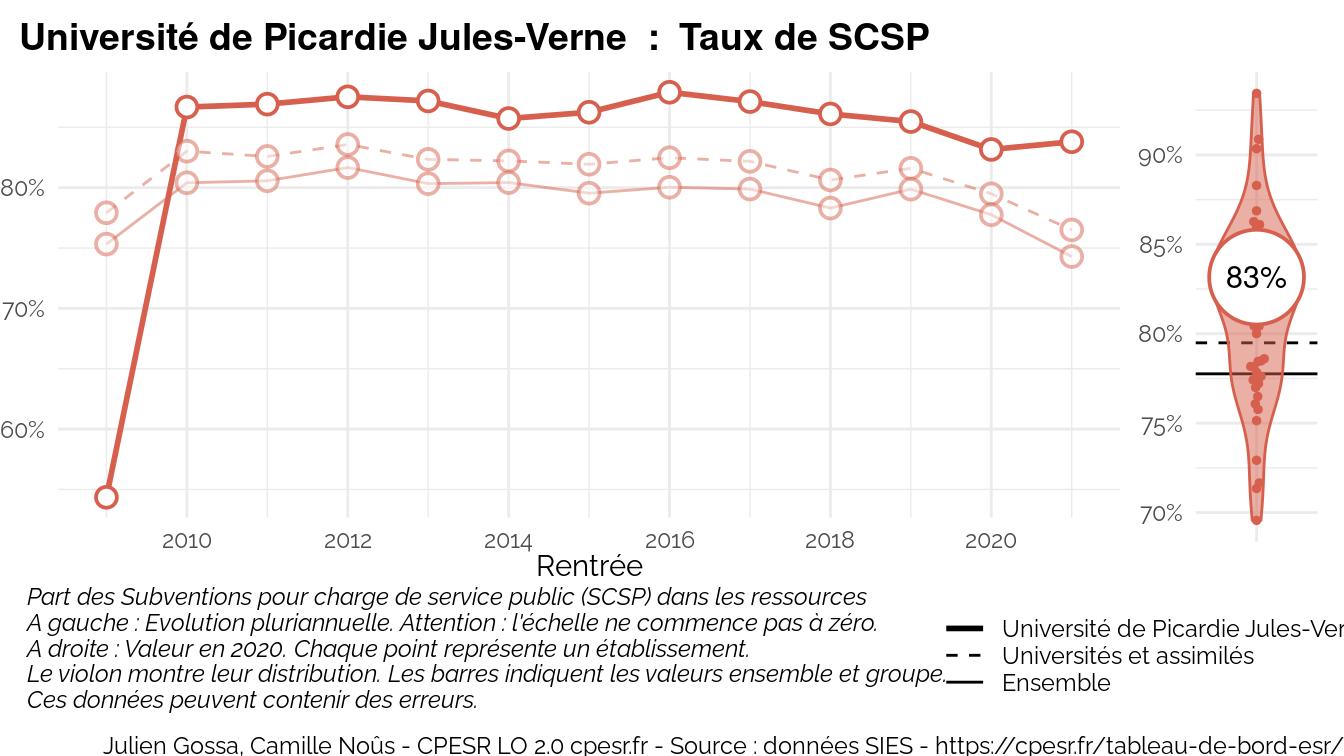 Université de Picardie Jules-Verne : Taux de SCSP
80%
70%
60%
2010 2012 2014 2016 2018 2020
Rentrée
90%
85%
83%
80%
75%
70%
Part des Subventions pour charge de service public (SCSP) dans les ressources
A gauche : Evolution pluriannuelle. Attention : l'échelle ne commence pas à zéro.
A droite : Valeur en 2020. Chaque point représente un établissement.
Le violon montre leur distribution. Les barres indiquent les valeurs ensemble et groupe.
Ces données peuvent contenir des erreurs.
Université de Picardie Jules-Ver
Universités et assimilés
Ensemble
Julien Gossa, Camille Noûs - CPESR LO 2.0 cpesr.fr - Source : données SIES - https://cpesr.fr/tableau-de-bord-esr/